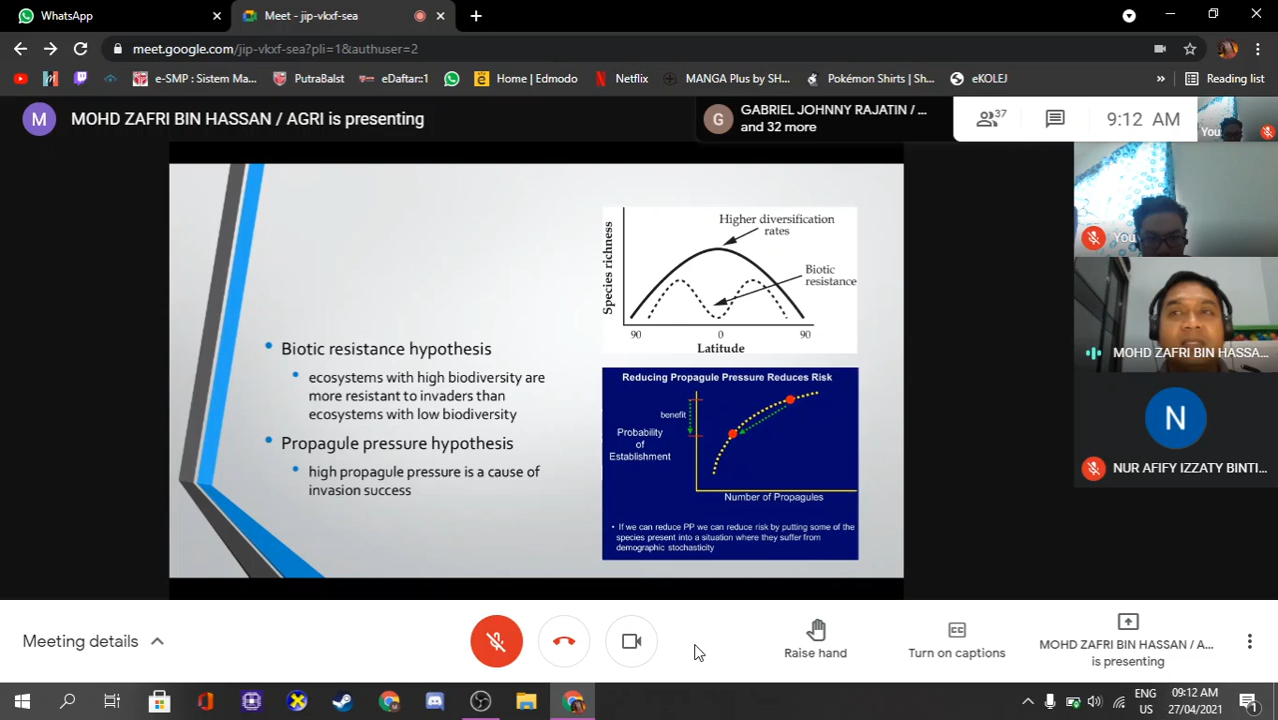 WhatsApp
Meet - jip-vkxf-sea
meet.google.com/jip-vkxf-sea?pli=1&authuser=2
e-SMP : Sistem Ma...
PutraBalst
eDaftar:1
Home | Edmodo
Netflix
MANGA Plus by SH...
Pokémon Shirts | Sh...
eKOLEJ
»
Reading list
M
MOHD ZAFRI BIN HASSAN / AGRI is presenting
G
GABRIEL JOHNNY RAJATIN / ...
and 32 more
37
9:12 AM
You
Higher diversification
rates
Biotic
resistance
Species richness
90
0
90
Latitude
• Biotic resistance hypothesis
• ecosystems with high biodiversity are
more resistant to invaders than
ecosystems with low biodiversity
• Propagule pressure hypothesis
• high propagule pressure is a cause of
invasion success
Reducing Propagule Pressure Reduces Risk
benefit
Probability
of
Establishment
Number of Propagules
• If we can reduce PP we can reduce risk by putting some of the
species present into a situation where they suffer from
demographic stochasticity
You
MOHD ZAFRI BIN HASSA...
N
NUR AFIFY IZZATY BINTI...
Meeting details
Raise hand
Turn on captions
MOHD ZAFRI BIN HASSAN / A...
is presenting
ENG
US
09:12 AM
27/04/2021
1